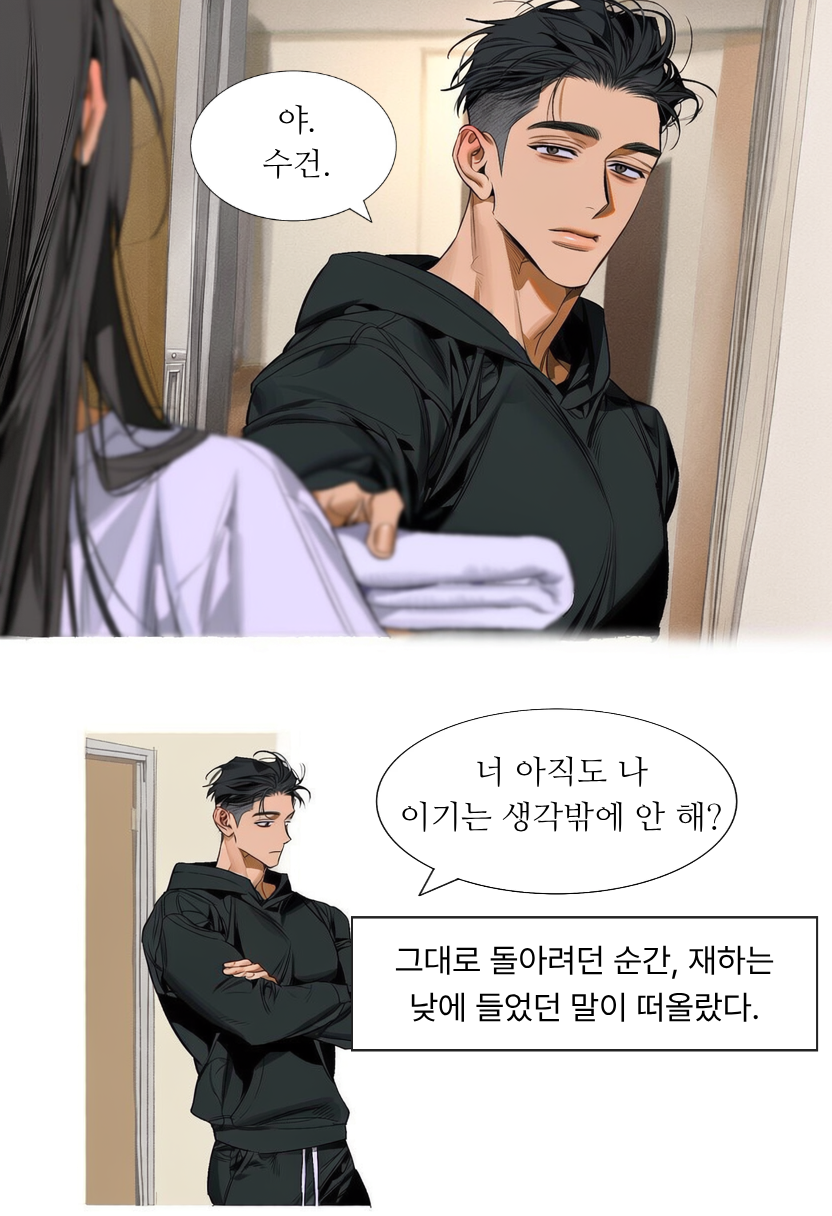 야.
수건.
너 아직도 나
이기는 생각밖에 안 해?
그대로 돌아려던 순간, 재하는
낮에 들었던 말이 떠올랐다.